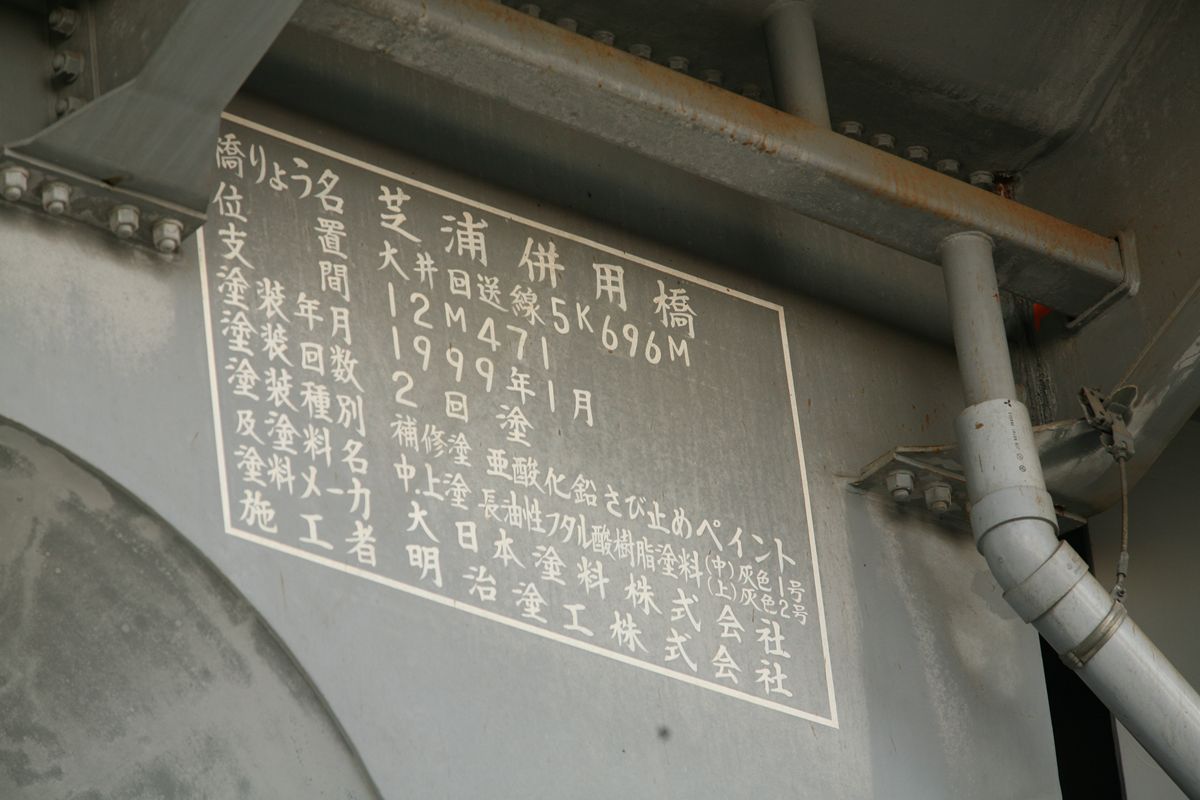 橋りょう名 芝浦併用橋
位置 大井回送線5K696M
支間 12M471
塗装年月 1999年1月
塗装回数 2回塗
塗装種別 補修塗
塗料名 中・上塗 亜酸化鉛さび止めペイント
長油性フタル酸樹脂塗料(中)灰色1号
(上)灰色2号
及塗料メー力 大日本塗料株式会社
塗施工者 明治塗工株式会社